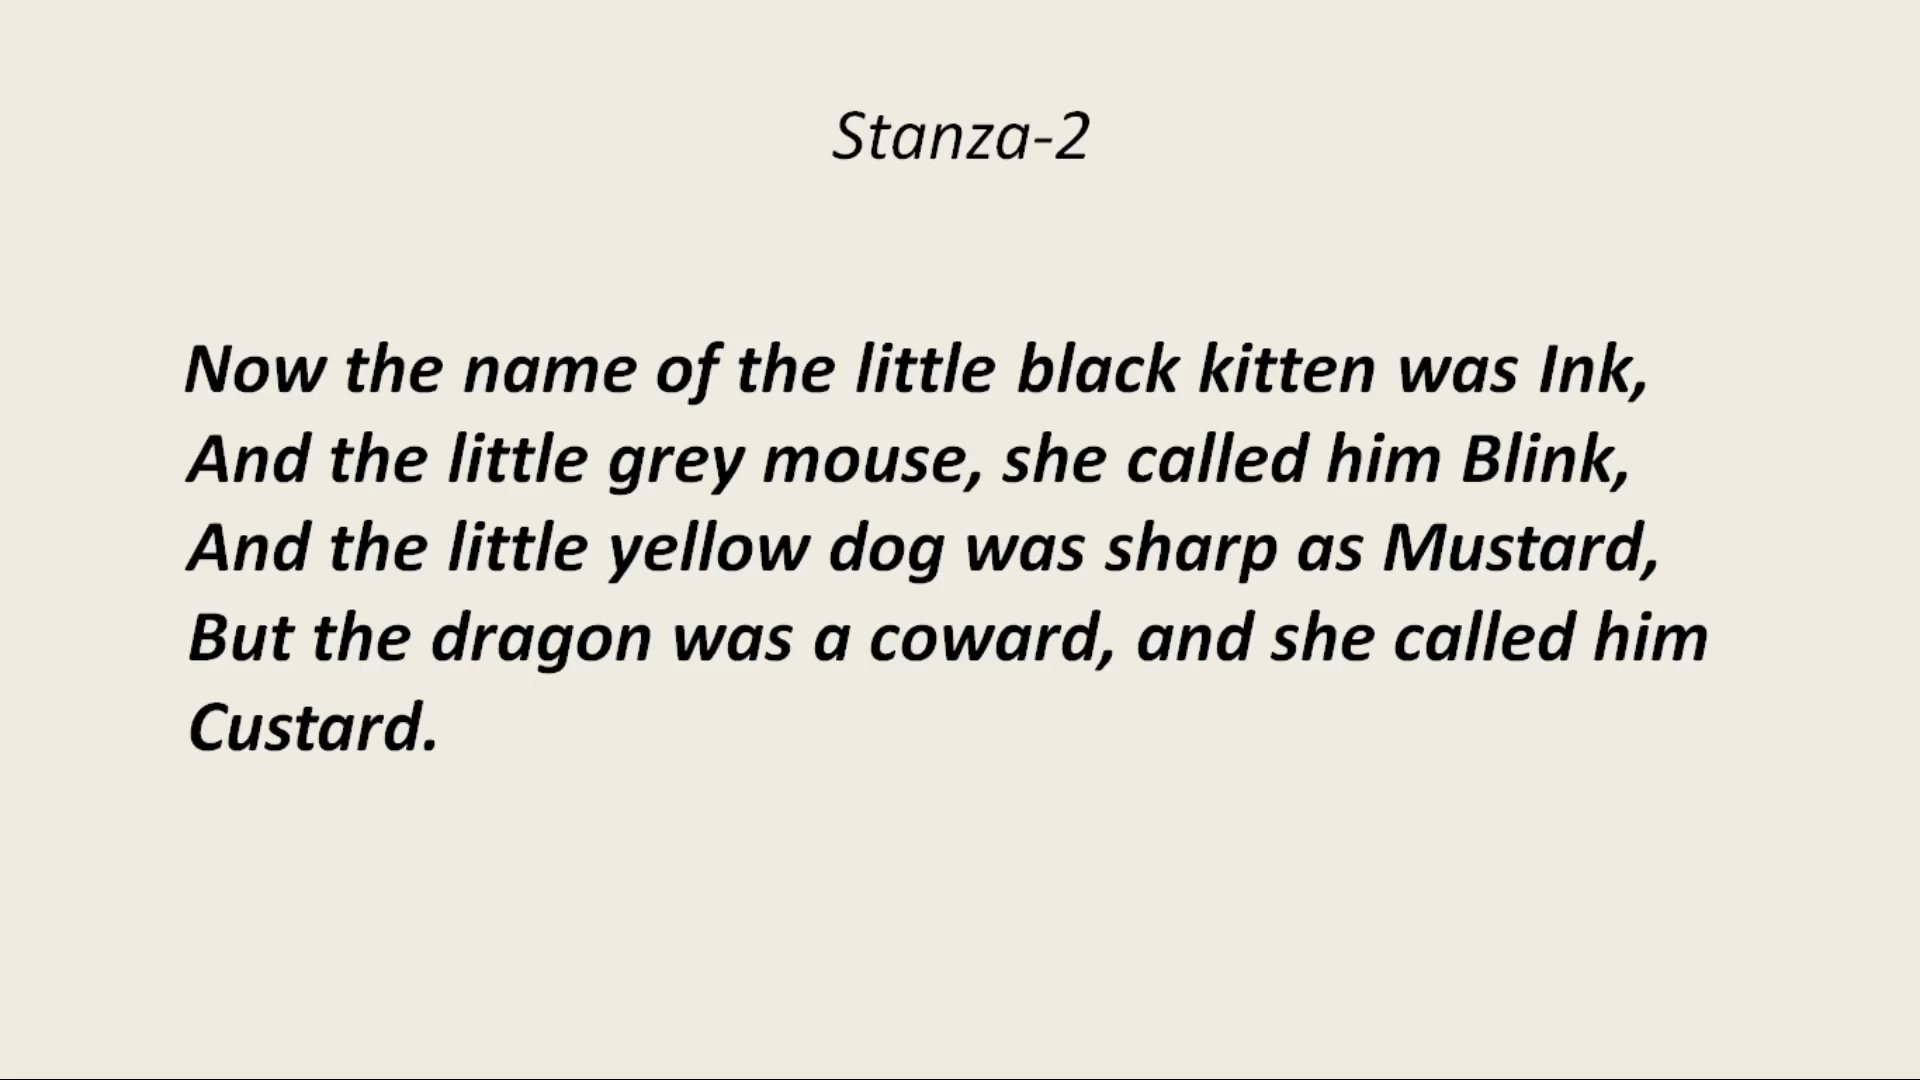 Stanza-2
Now the name of the little black kitten was Ink,
And the little grey mouse, she called him Blink,
And the little yellow dog was sharp as Mustard,
But the dragon was a coward, and she called him
Custard.